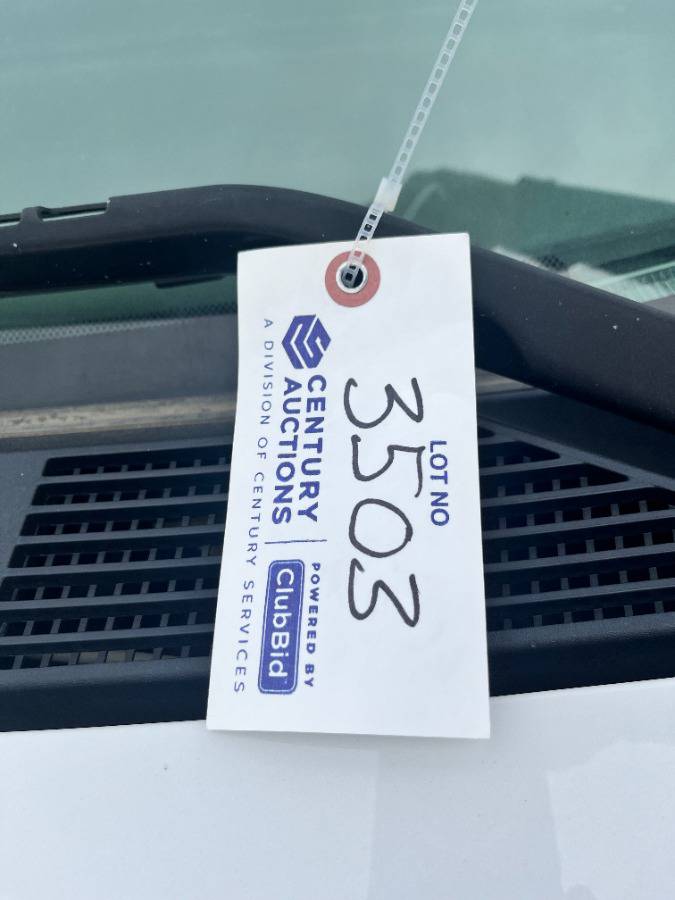 LOT NO
3503
CENTURY
AUCTIONS
POWERED BY
ClubBid
A DIVISION OF CENTURY SERVICES